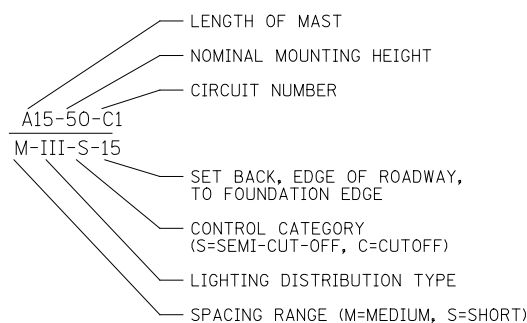 LENGTH OF MAST
NOMINAL MOUNTING HEIGHT
CIRCUIT NUMBER
A15-50-C1
M-III-S-15
SET BACK, EDGE OF ROADWAY,
TO FOUNDATION EDGE
CONTROL CATEGORY
(S=SEMI-CUT-OFF, C=CUTOFF)
LIGHTING DISTRIBUTION TYPE
SPACING RANGE (M=MEDIUM, S=SHORT)